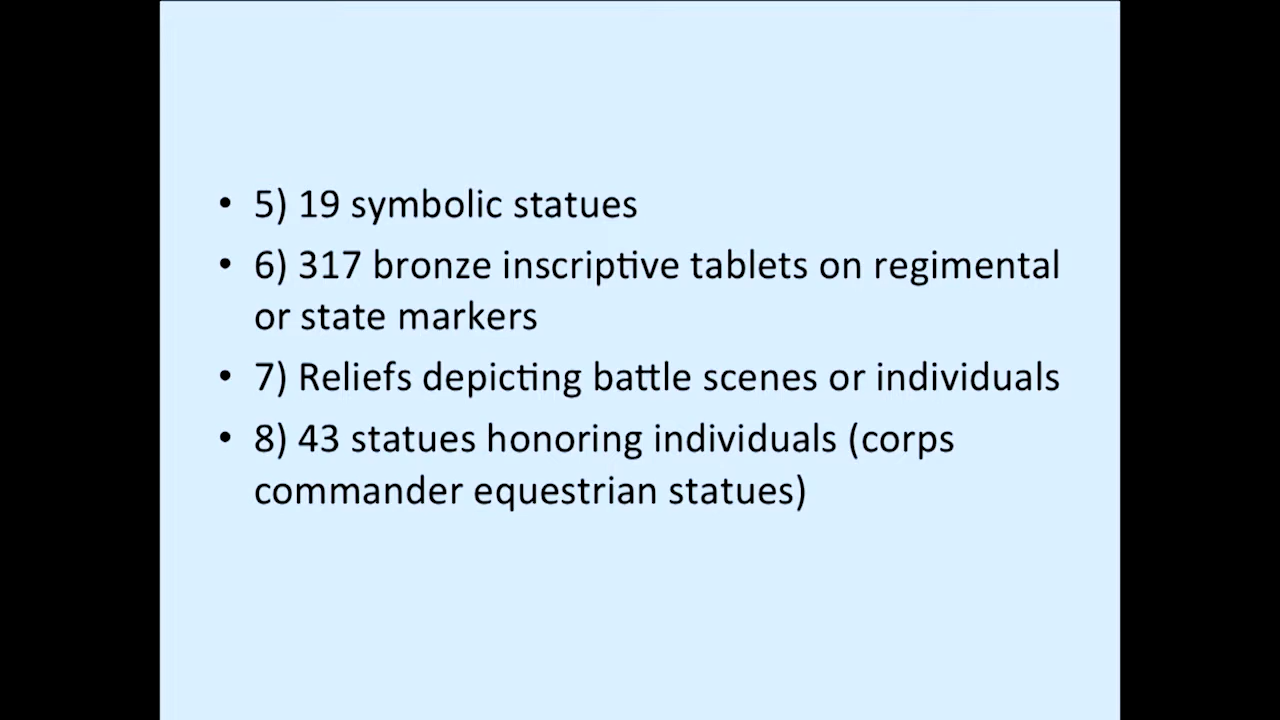 • 5) 19 symbolic statues
• 6) 317 bronze inscriptive tablets on regimental
or state markers
• 7) Reliefs depicting battle scenes or individuals
• 8) 43 statues honoring individuals (corps
commander equestrian statues)